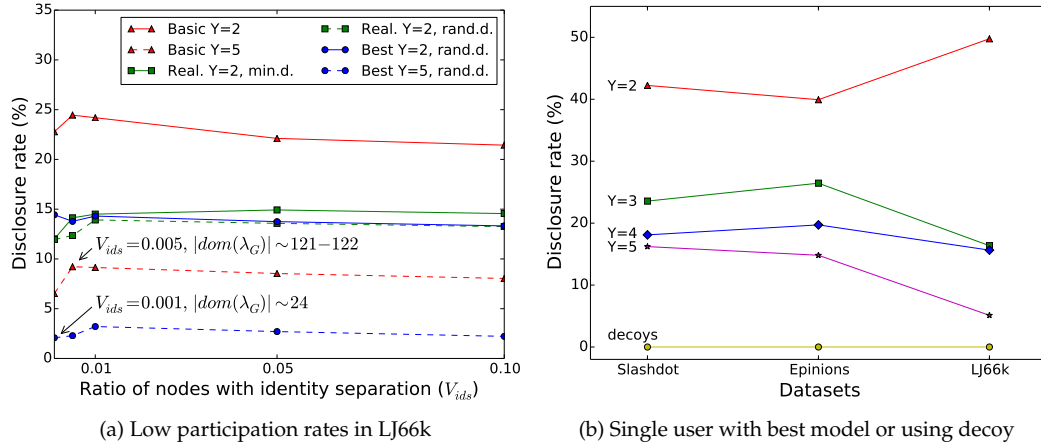 35
30
25
20
15
10
5
0
Disclosure rate (%)
Basic Y=2
Basic Y=5
Real. Y=2, min.d.
Real. Y=2, rand.d.
Best Y=2, rand.d.
Best Y=5, rand.d.
V_ids=0.005, |dom(λ_G)|∼121−122
V_ids=0.001, |dom(λ_G)|∼24
0.01 0.05 0.10
Ratio of nodes with identity separation (V_ids)
(a) Low participation rates in LJ66k
50
40
30
20
10
0
Disclosure rate (%)
Y=2
Y=3
Y=4
Y=5
decoys
Slashdot Epinions LJ66k
Datasets
(b) Single user with best model or using decoy